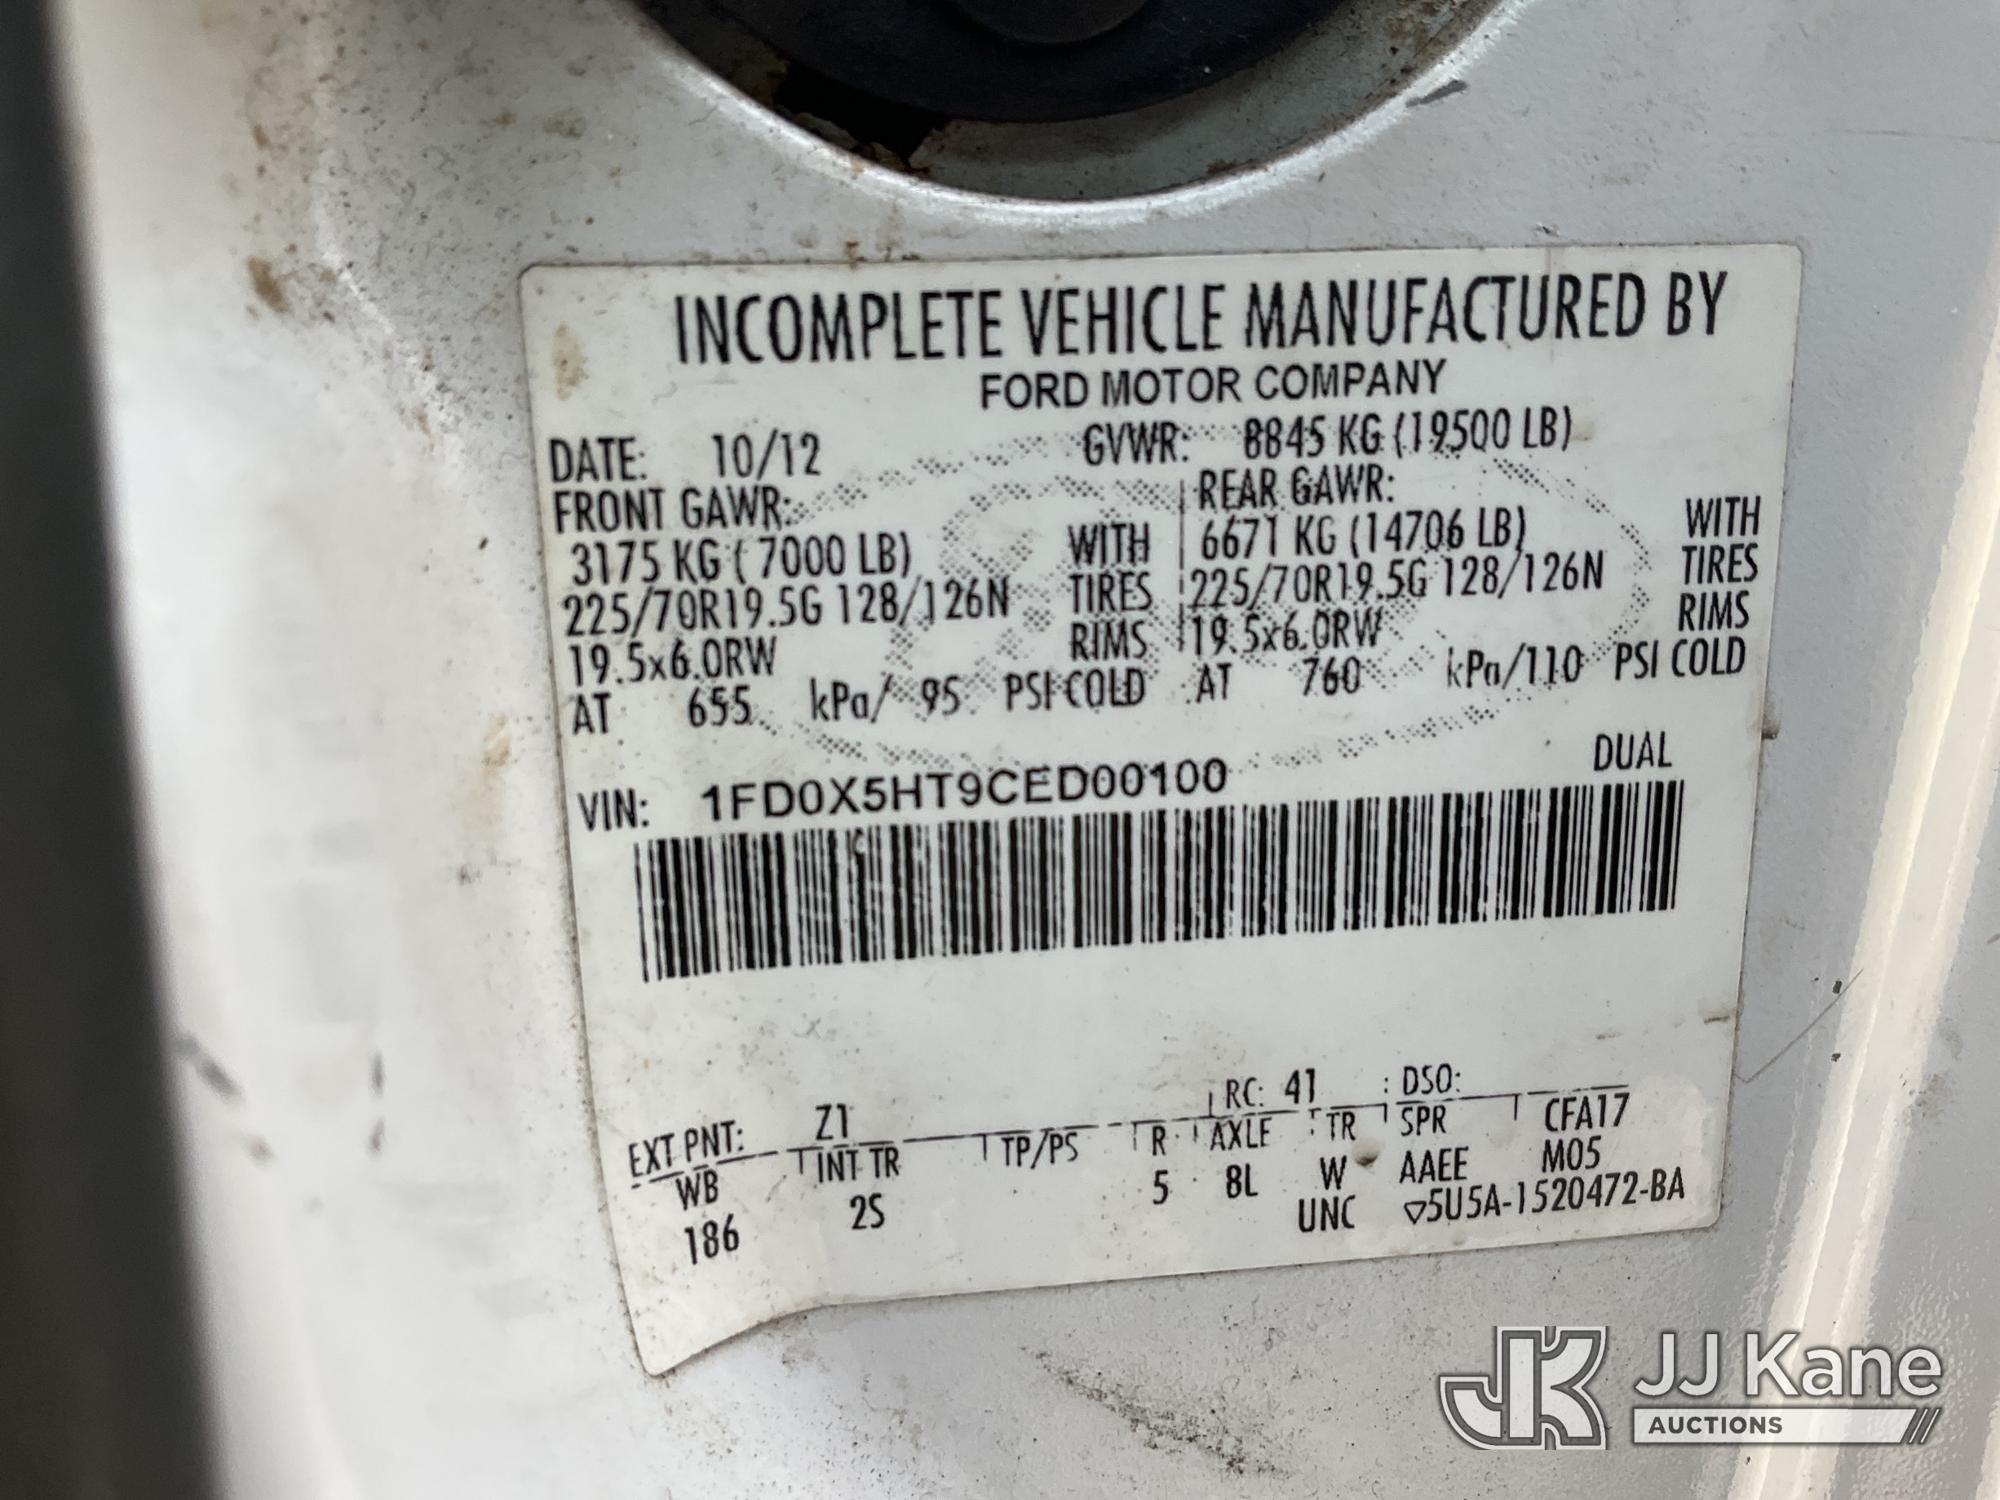 INCOMPLETE VEHICLE MANUFACTURED BY
FORD MOTOR COMPANY
DATE: 10/12 GVWR: 8845 KG (19500 LB)
FRONT GAWR: REAR GAWR:
3175 KG ( 7000 LB) WITH 6671 KG (14706 LB) WITH
225/70R19.5G 128/126N TIRES 225/70R19.5G 128/126N TIRES
19.5x6.0RW RIMS 19.5x6.0RW RIMS
AT 655 kPa/ 95 PSI COLD AT 760 kPa/110 PSI COLD
DUAL
VIN: 1FD0X5HT9CED00100
EXT PNT: Z1 RC: 41 DSO:
WB INT TR TP/PS R AXLE TR SPR CFA17
186 2S 5 8L W AAEE M05
UNC ▽5U5A-1520472-BA
JK JJ Kane
AUCTIONS